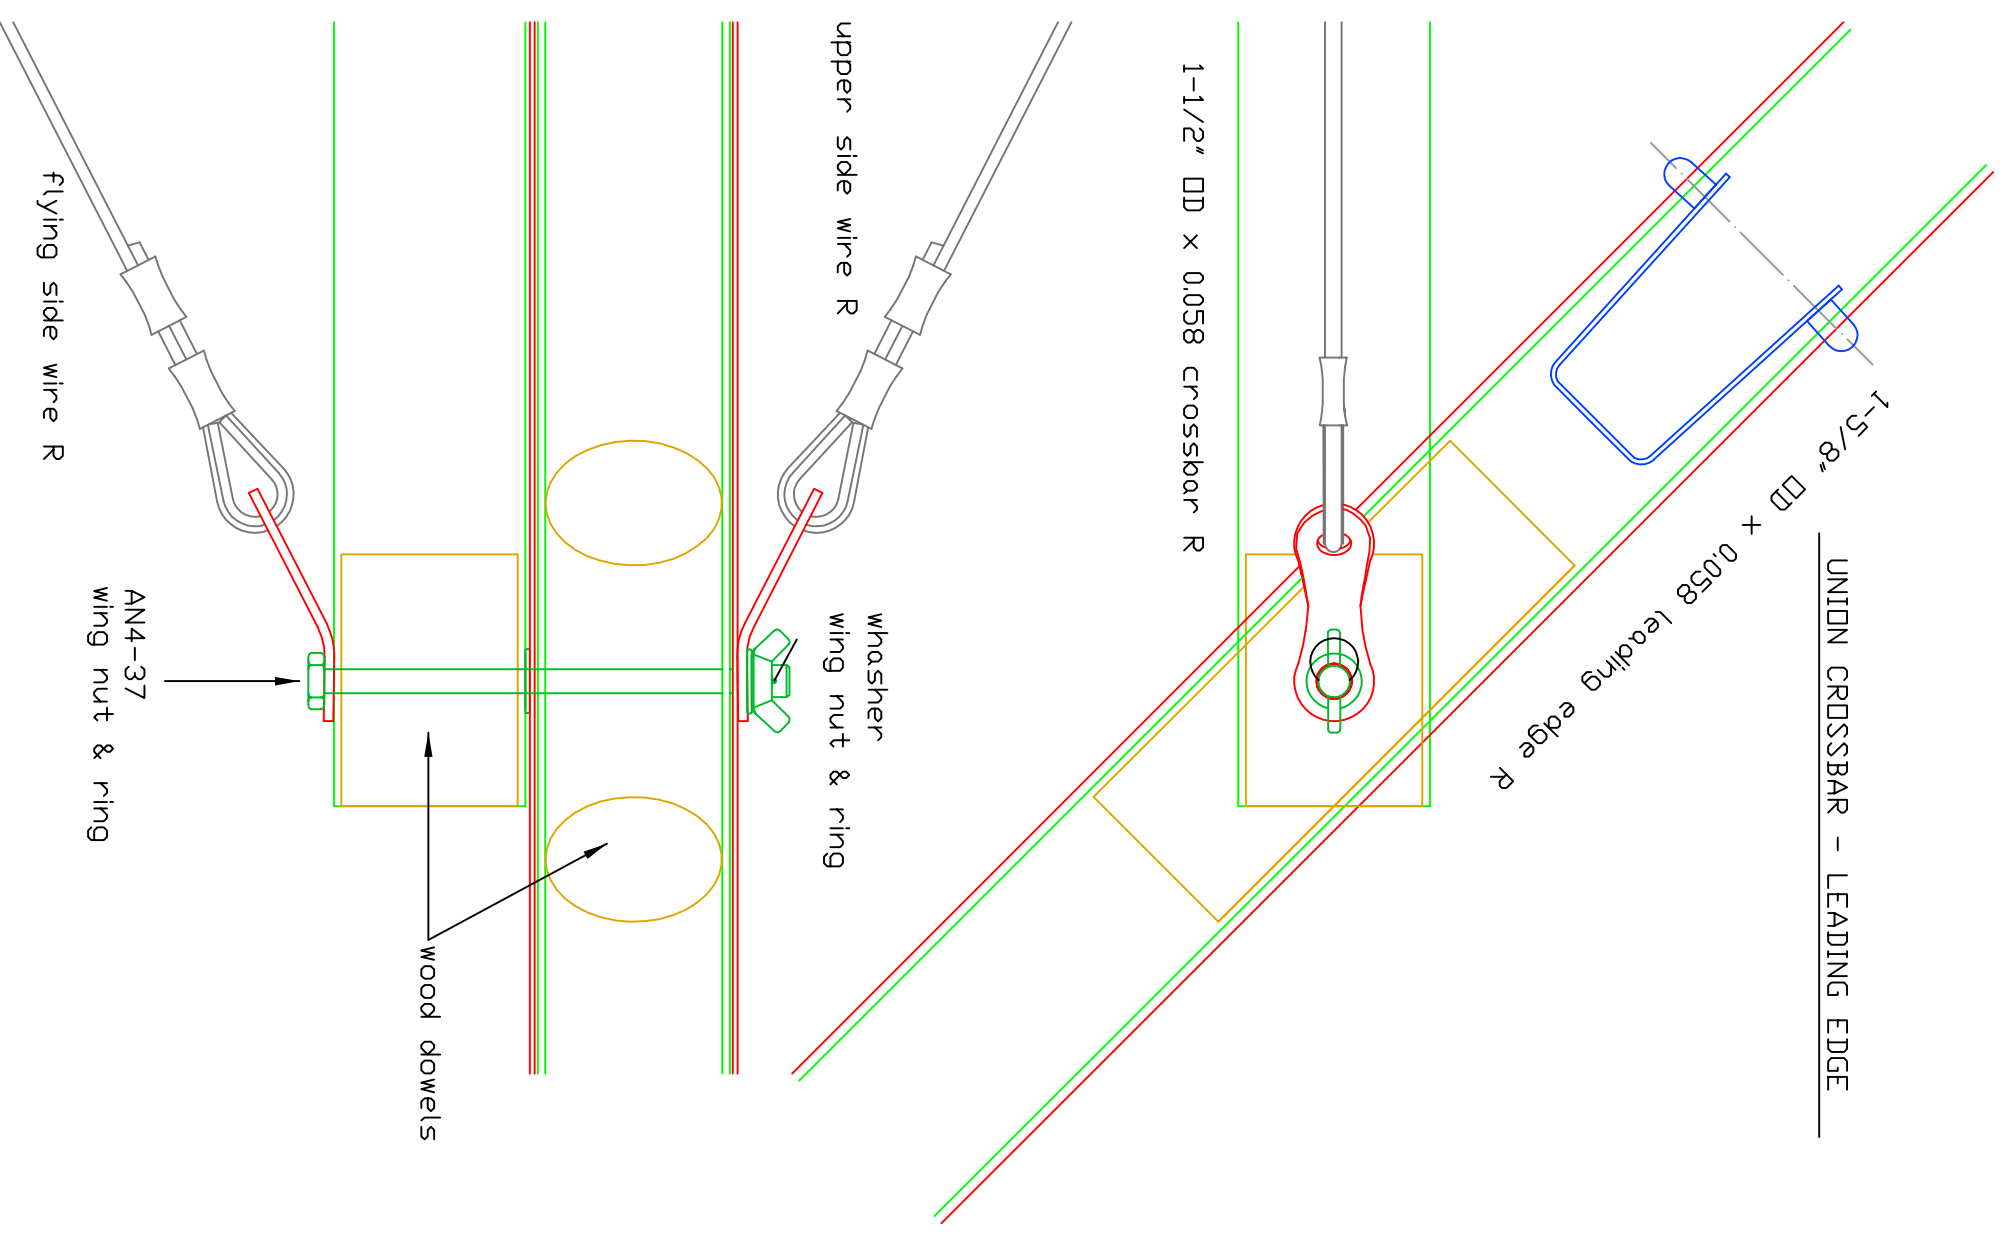 UNION CROSSBAR - LEADING EDGE
1-5/8" OD x 0.058 leading edge R
1-1/2" OD x 0.058 crossbar R
upper side wire R
whasher
wing nut & ring
wood dowels
AN4-37
wing nut & ring
flying side wire R